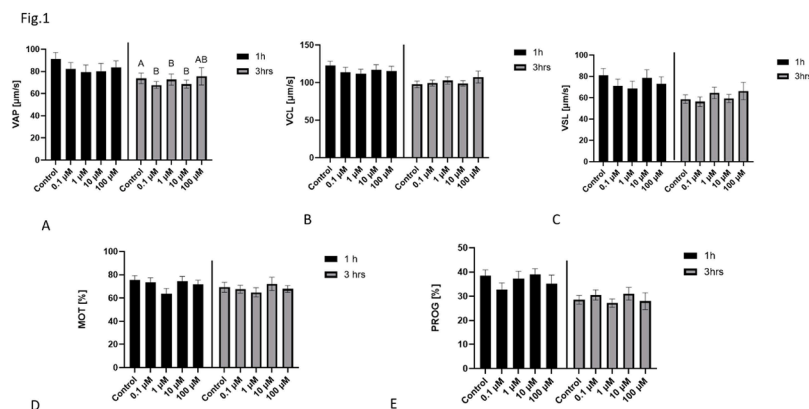 Fig.1
VAP [µm/s]
100
80
60
40
20
0
A
B
B
B
AB
1h
3hrs
Control
0.1 µM
1 µM
10 µM
100 µM
Control
0.1 µM
1 µM
10 µM
100 µM
A
VCL [µm/s]
150
100
50
0
1h
3hrs
Control
0.1 µM
1 µM
10 µM
100 µM
Control
0.1 µM
1 µM
10 µM
100 µM
B
VSL [µm/s]
100
80
60
40
20
0
1h
3hrs
Control
0.1 µM
1 µM
10 µM
100 µM
Control
0.1 µM
1 µM
10 µM
100 µM
C
MOT [%]
100
80
60
40
20
0
1 h
3 hrs
Control
0.1 µM
1 µM
10 µM
100 µM
Control
0.1 µM
1 µM
10 µM
100 µM
D
PROG [%]
50
40
30
20
10
0
1h
3hrs
Control
0.1 µM
1 µM
10 µM
100 µM
Control
0.1 µM
1 µM
10 µM
100 µM
E